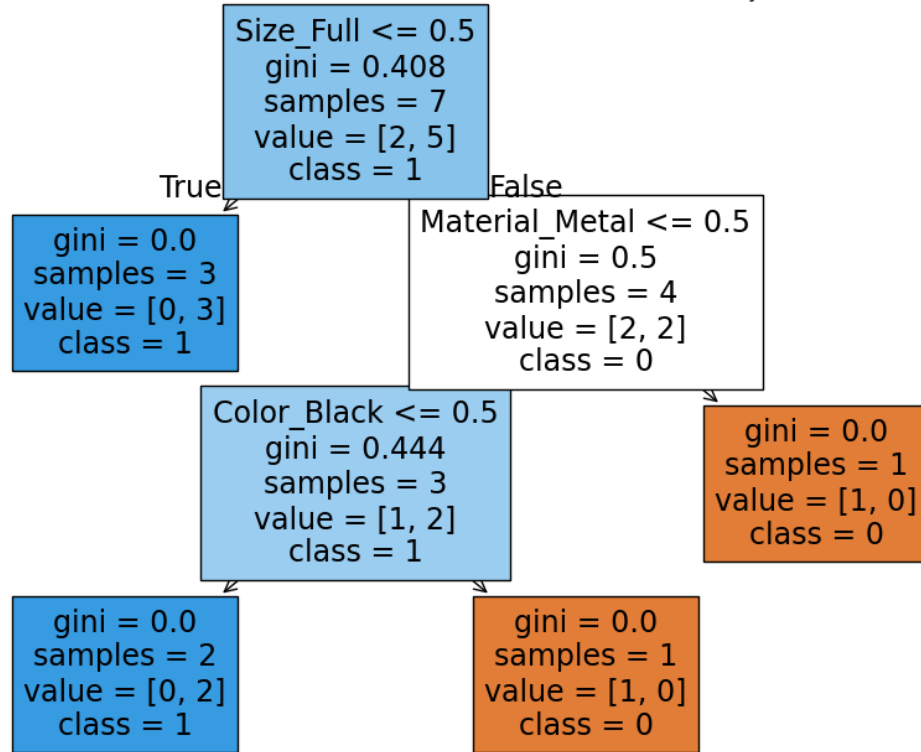 Size_Full <= 0.5
gini = 0.408
samples = 7
value = [2, 5]
class = 1
True
False
gini = 0.0
samples = 3
value = [0, 3]
class = 1
Material_Metal <= 0.5
gini = 0.5
samples = 4
value = [2, 2]
class = 0
Color_Black <= 0.5
gini = 0.444
samples = 3
value = [1, 2]
class = 1
gini = 0.0
samples = 1
value = [1, 0]
class = 0
gini = 0.0
samples = 2
value = [0, 2]
class = 1
gini = 0.0
samples = 1
value = [1, 0]
class = 0